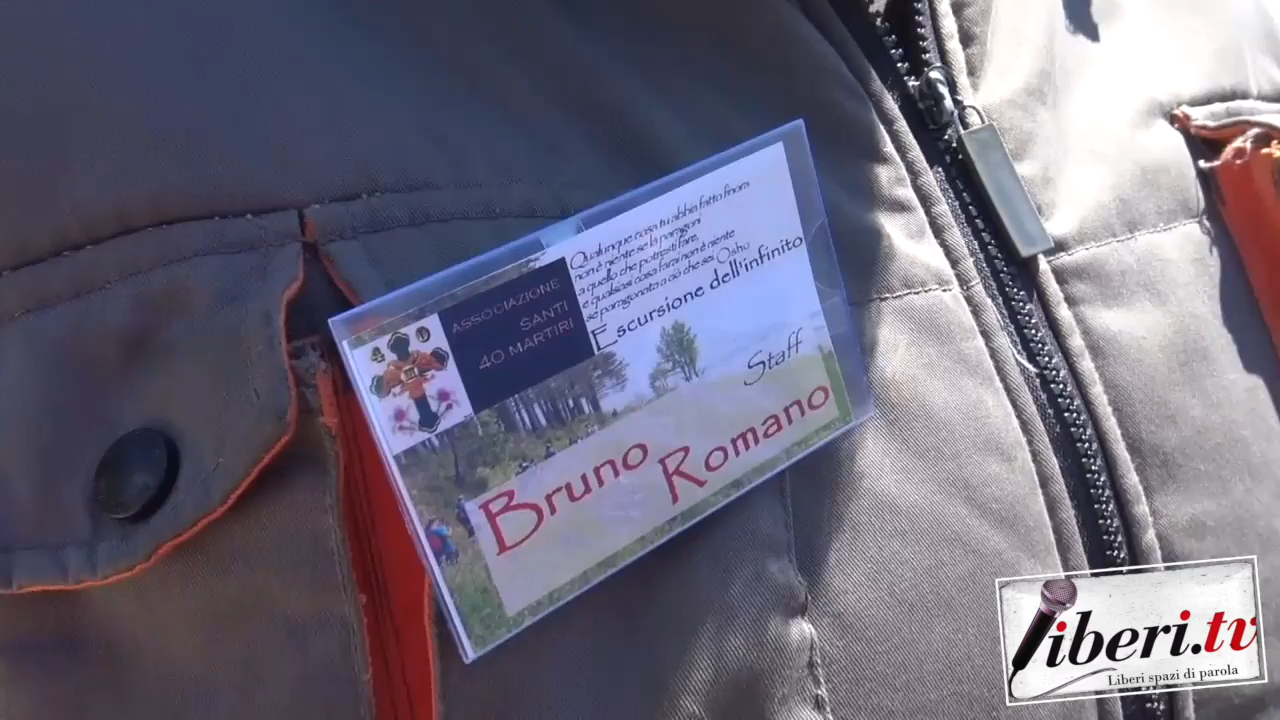 Qualunque cosa tu abbia fatto finora
non è niente se la paragoni
a quello che potresti fare,
e qualsiasi cosa farai non è niente
se paragonata a ciò che sei Osho
ASSOCIAZIONE
SANTI
40 MARTIRI
40
Escursione dell'infinito
Staff
Bruno
Romano
liberi.tv
Liberi spazi di parola